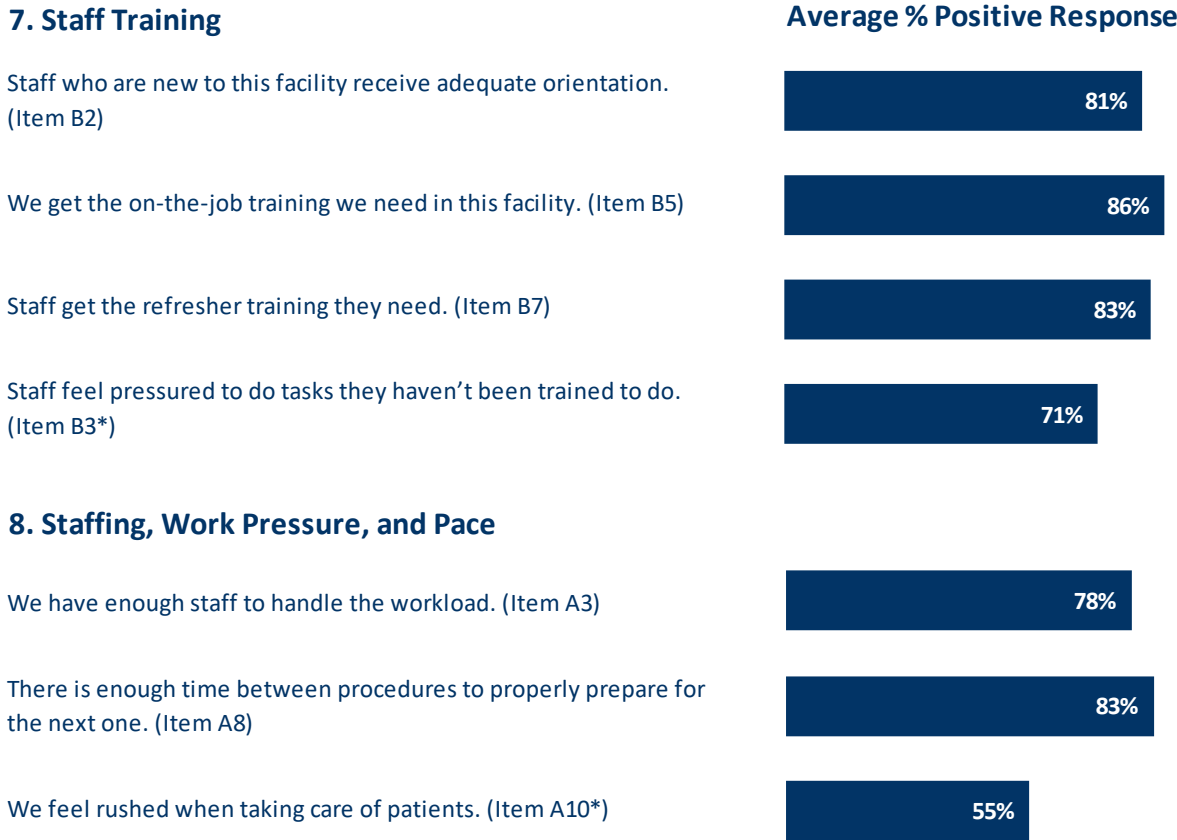 7. Staff Training
Average % Positive Response
Staff who are new to this facility receive adequate orientation.
(Item B2)
81%
We get the on-the-job training we need in this facility. (Item B5)
86%
Staff get the refresher training they need. (Item B7)
83%
Staff feel pressured to do tasks they haven’t been trained to do.
(Item B3*)
71%
8. Staffing, Work Pressure, and Pace
We have enough staff to handle the workload. (Item A3)
78%
There is enough time between procedures to properly prepare for
the next one. (Item A8)
83%
We feel rushed when taking care of patients. (Item A10*)
55%